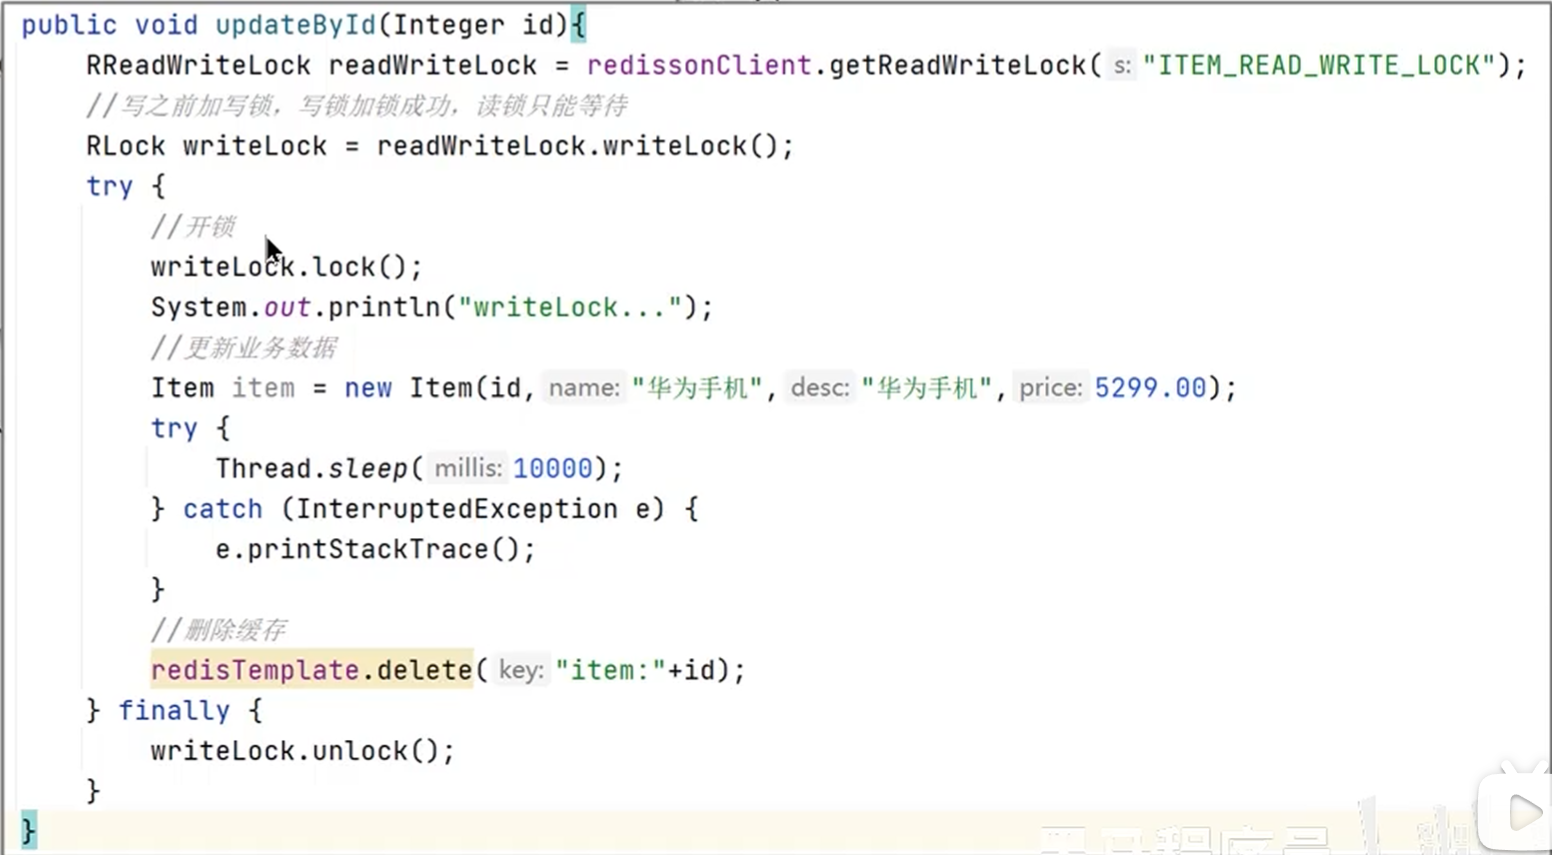 public void updateById(Integer id){
RReadWriteLock readWriteLock = redissonClient.getReadWriteLock( s: "ITEM_READ_WRITE_LOCK");
//写之前加写锁，写锁加锁成功，读锁只能等待
RLock writeLock = readWriteLock.writeLock();
try {
//开锁
writeLock.lock();
System.out.println("writeLock...");
//更新业务数据
Item item = new Item(id, name: "华为手机", desc: "华为手机", price: 5299.00);
try {
Thread.sleep( millis: 10000);
} catch (InterruptedException e) {
e.printStackTrace();
}
//删除缓存
redisTemplate.delete( key: "item:"+id);
} finally {
writeLock.unlock();
}
}